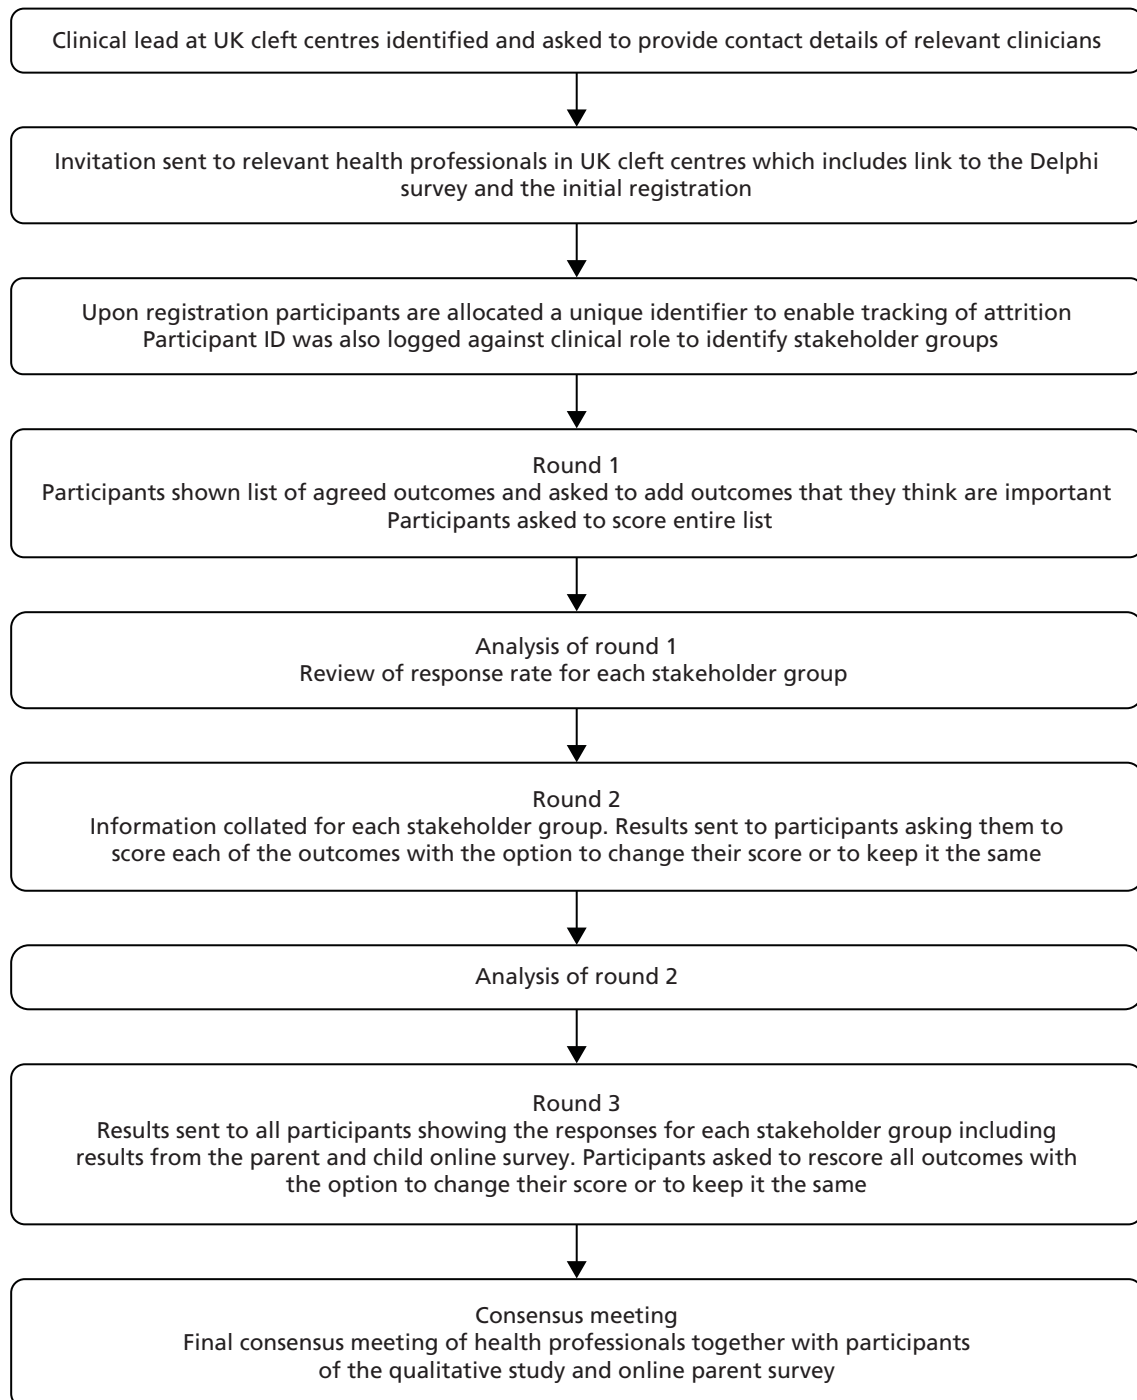 Clinical lead at UK cleft centres identified and asked to provide contact details of relevant clinicians
Invitation sent to relevant health professionals in UK cleft centres which includes link to the Delphi
survey and the initial registration
Upon registration participants are allocated a unique identifier to enable tracking of attrition
Participant ID was also logged against clinical role to identify stakeholder groups
Round 1
Participants shown list of agreed outcomes and asked to add outcomes that they think are important
Participants asked to score entire list
Analysis of round 1
Review of response rate for each stakeholder group
Round 2
Information collated for each stakeholder group. Results sent to participants asking them to
score each of the outcomes with the option to change their score or to keep it the same
Analysis of round 2
Round 3
Results sent to all participants showing the responses for each stakeholder group including
results from the parent and child online survey. Participants asked to rescore all outcomes with
the option to change their score or to keep it the same
Consensus meeting
Final consensus meeting of health professionals together with participants
of the qualitative study and online parent survey